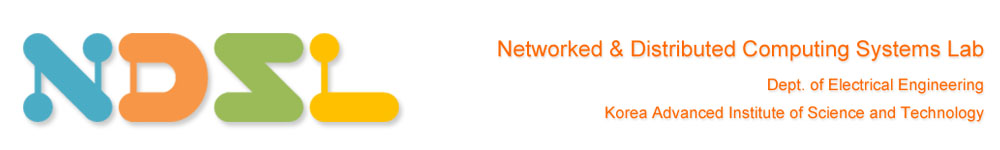 NDSL
Networked & Distributed Computing Systems Lab
Dept. of Electrical Engineering
Korea Advanced Institute of Science and Technology